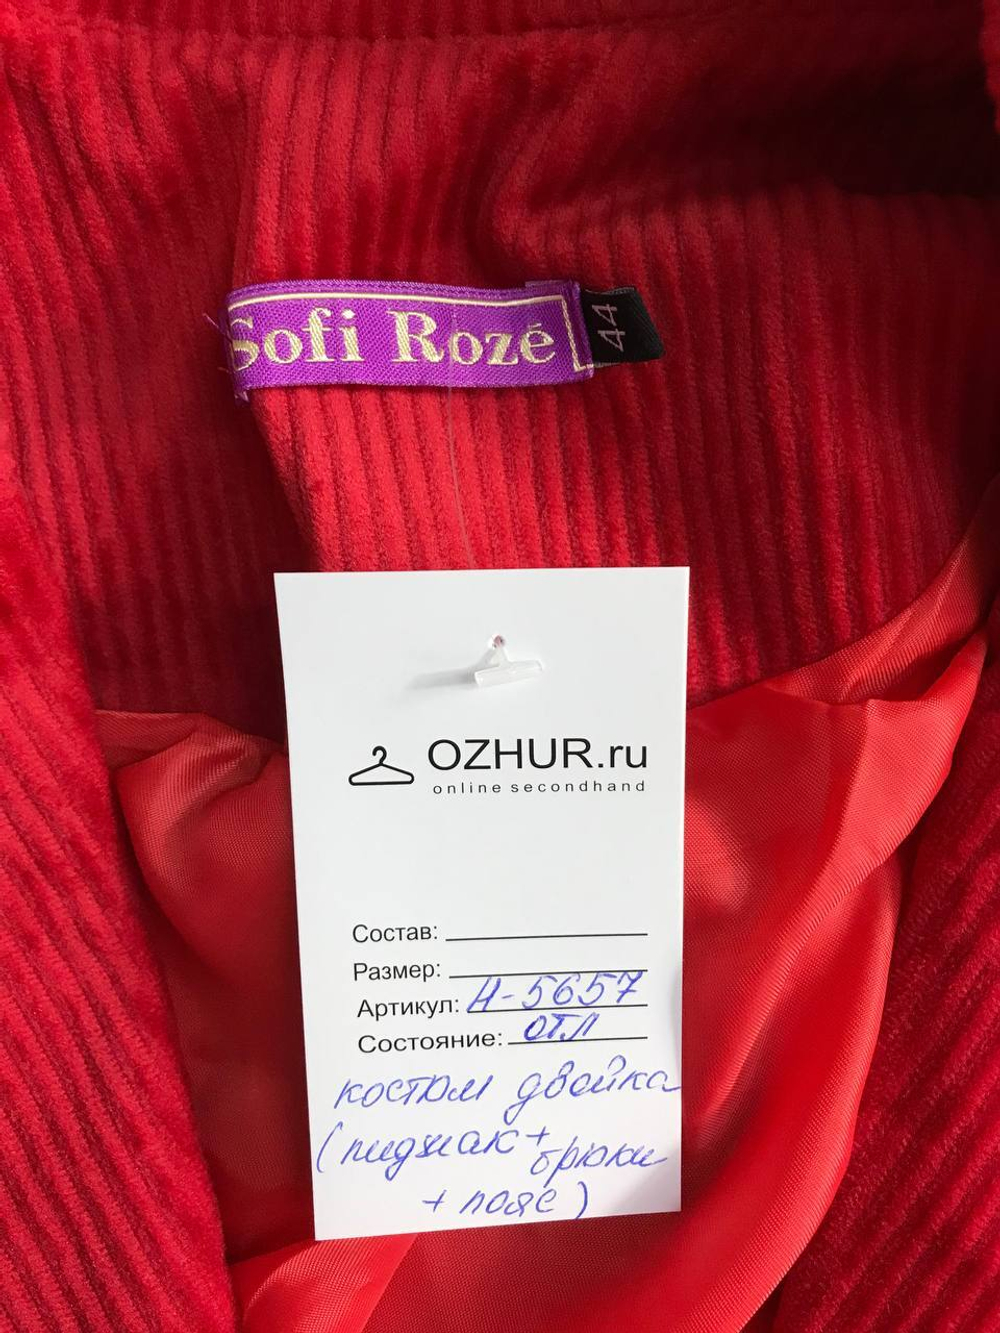 Sofi Rozé
44
OZHUR.ru
online secondhand
Состав:
Размер:
Артикул: Н-5657
Состояние: отл
костюм двойка
(пиджак + брюки
+ пояс)